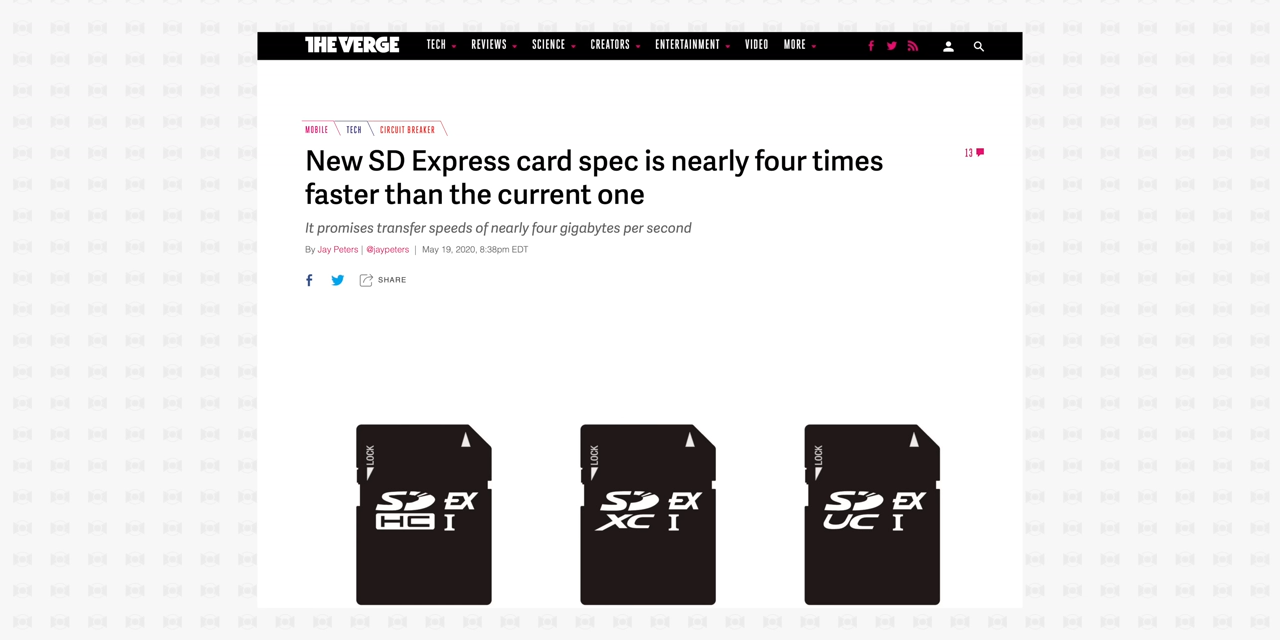 THE VERGE TECH REVIEWS SCIENCE CREATORS ENTERTAINMENT VIDEO MORE
MOBILE TECH CIRCUIT BREAKER
New SD Express card spec is nearly four times
faster than the current one
13
It promises transfer speeds of nearly four gigabytes per second
By Jay Peters | @jaypeters | May 19, 2020, 8:38pm EDT
SHARE
LOCK
SD EX
HC I
LOCK
SD EX
XC I
LOCK
SD EX
UC I